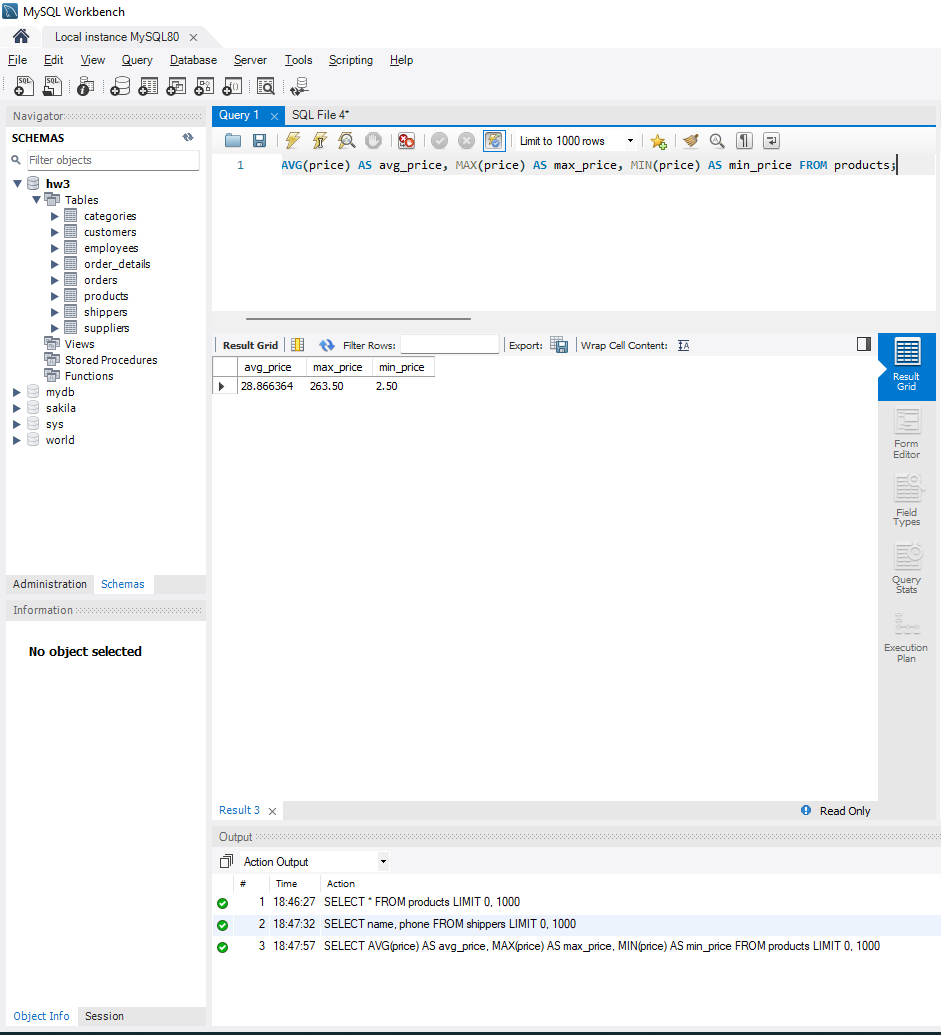 MySQL Workbench
Local instance MySQL80 ×
File Edit View Query Database Server Tools Scripting Help
Navigator
SCHEMAS
Filter objects
hw3
Tables
categories
customers
employees
order_details
orders
products
shippers
suppliers
Views
Stored Procedures
Functions
mydb
sakila
sys
world
Administration Schemas
Information
No object selected
Object Info Session
Query 1 × SQL File 4*
Limit to 1000 rows
1 AVG(price) AS avg_price, MAX(price) AS max_price, MIN(price) AS min_price FROM products;
Result Grid Filter Rows: Export: Wrap Cell Content:
avg_price max_price min_price
28.866364 263.50 2.50
Result
Grid
Form
Editor
Field
Types
Query
Stats
Execution
Plan
Result 3 × Read Only
Output
Action Output
# Time Action
1 18:46:27 SELECT * FROM products LIMIT 0, 1000
2 18:47:32 SELECT name, phone FROM shippers LIMIT 0, 1000
3 18:47:57 SELECT AVG(price) AS avg_price, MAX(price) AS max_price, MIN(price) AS min_price FROM products LIMIT 0, 1000